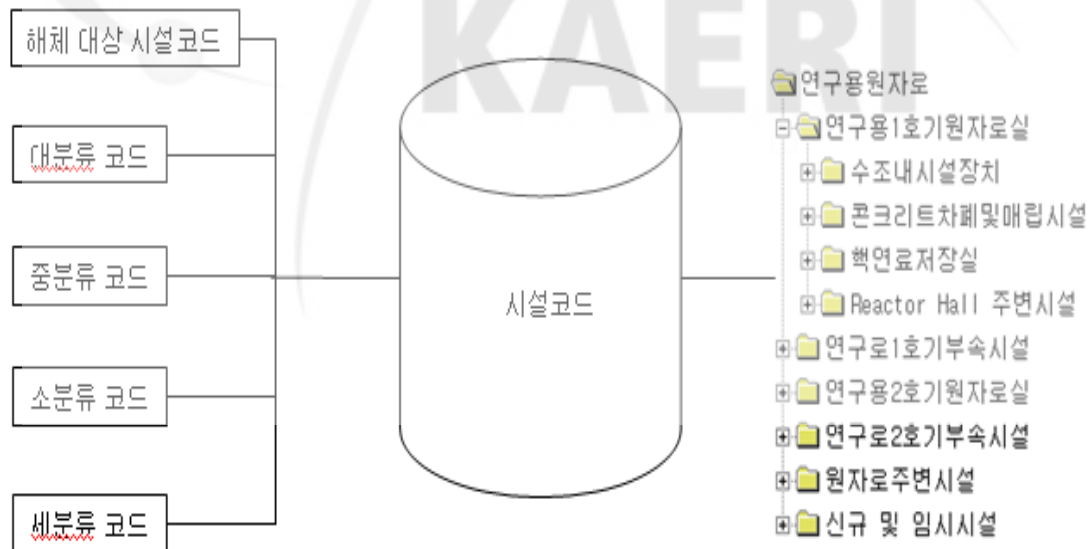 KAERI
해체 대상 시설코드
대분류 코드
중분류 코드
소분류 코드
세분류 코드
시설코드
연구용원자로
연구용1호기원자로실
수조내시설장치
콘크리트차폐및매립시설
핵연료저장실
Reactor Hall 주변시설
연구로1호기부속시설
연구용2호기원자로실
연구로2호기부속시설
원자로주변시설
신규 및 임시시설